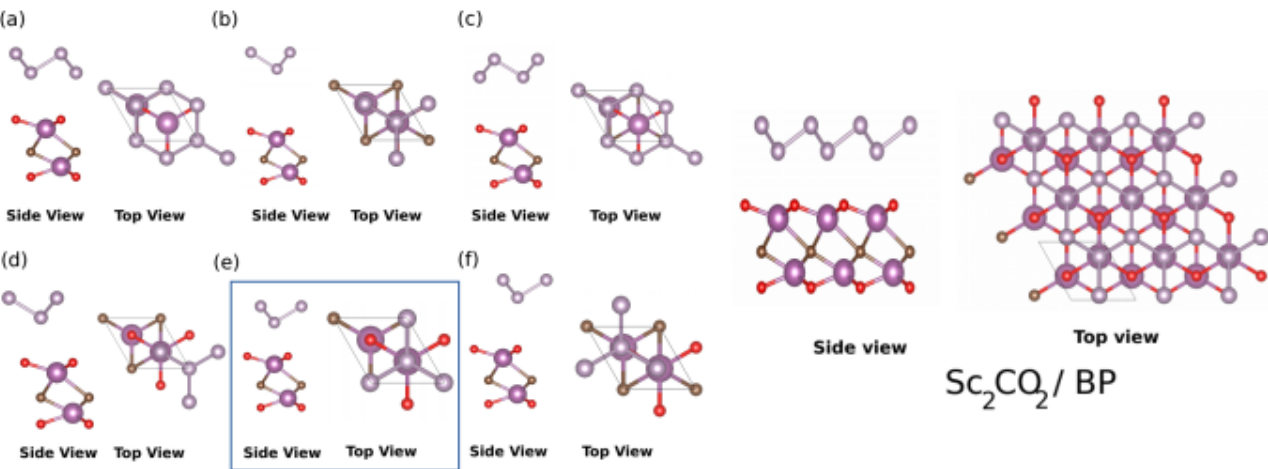 (a) (b) (c)
Side View Top View Side View Top View Side View Top View
(d) (e) (f)
Side View Top View Side View Top View Side View Top View
Side view Top view
Sc₂CO₂/ BP